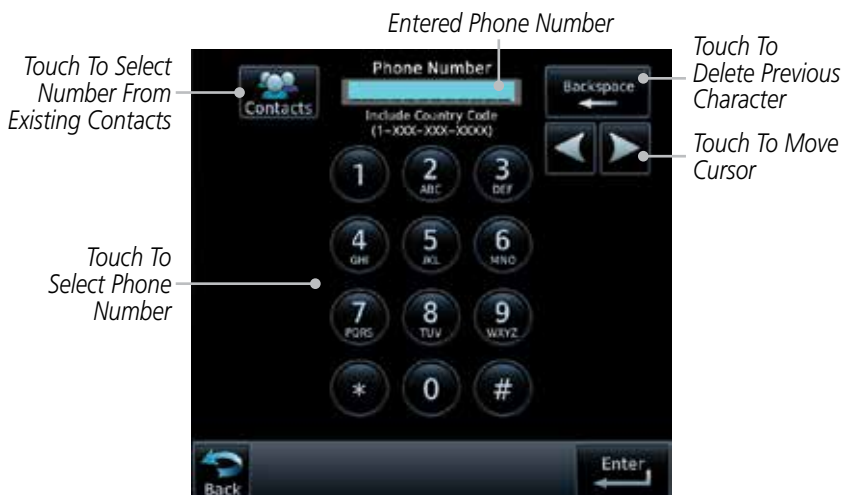 Entered Phone Number
Touch To Select
Number From
Existing Contacts
Touch To
Delete Previous
Character
Touch To Move
Cursor
Touch To
Select Phone
Number
Contacts
Phone Number
Include Country Code
(1-XXX-XXX-XXXX)
Backspace
1
2
ABC
3
DEF
4
GHI
5
JKL
6
MNO
7
PQRS
8
TUV
9
WXYZ
*
0
#
Back
Enter